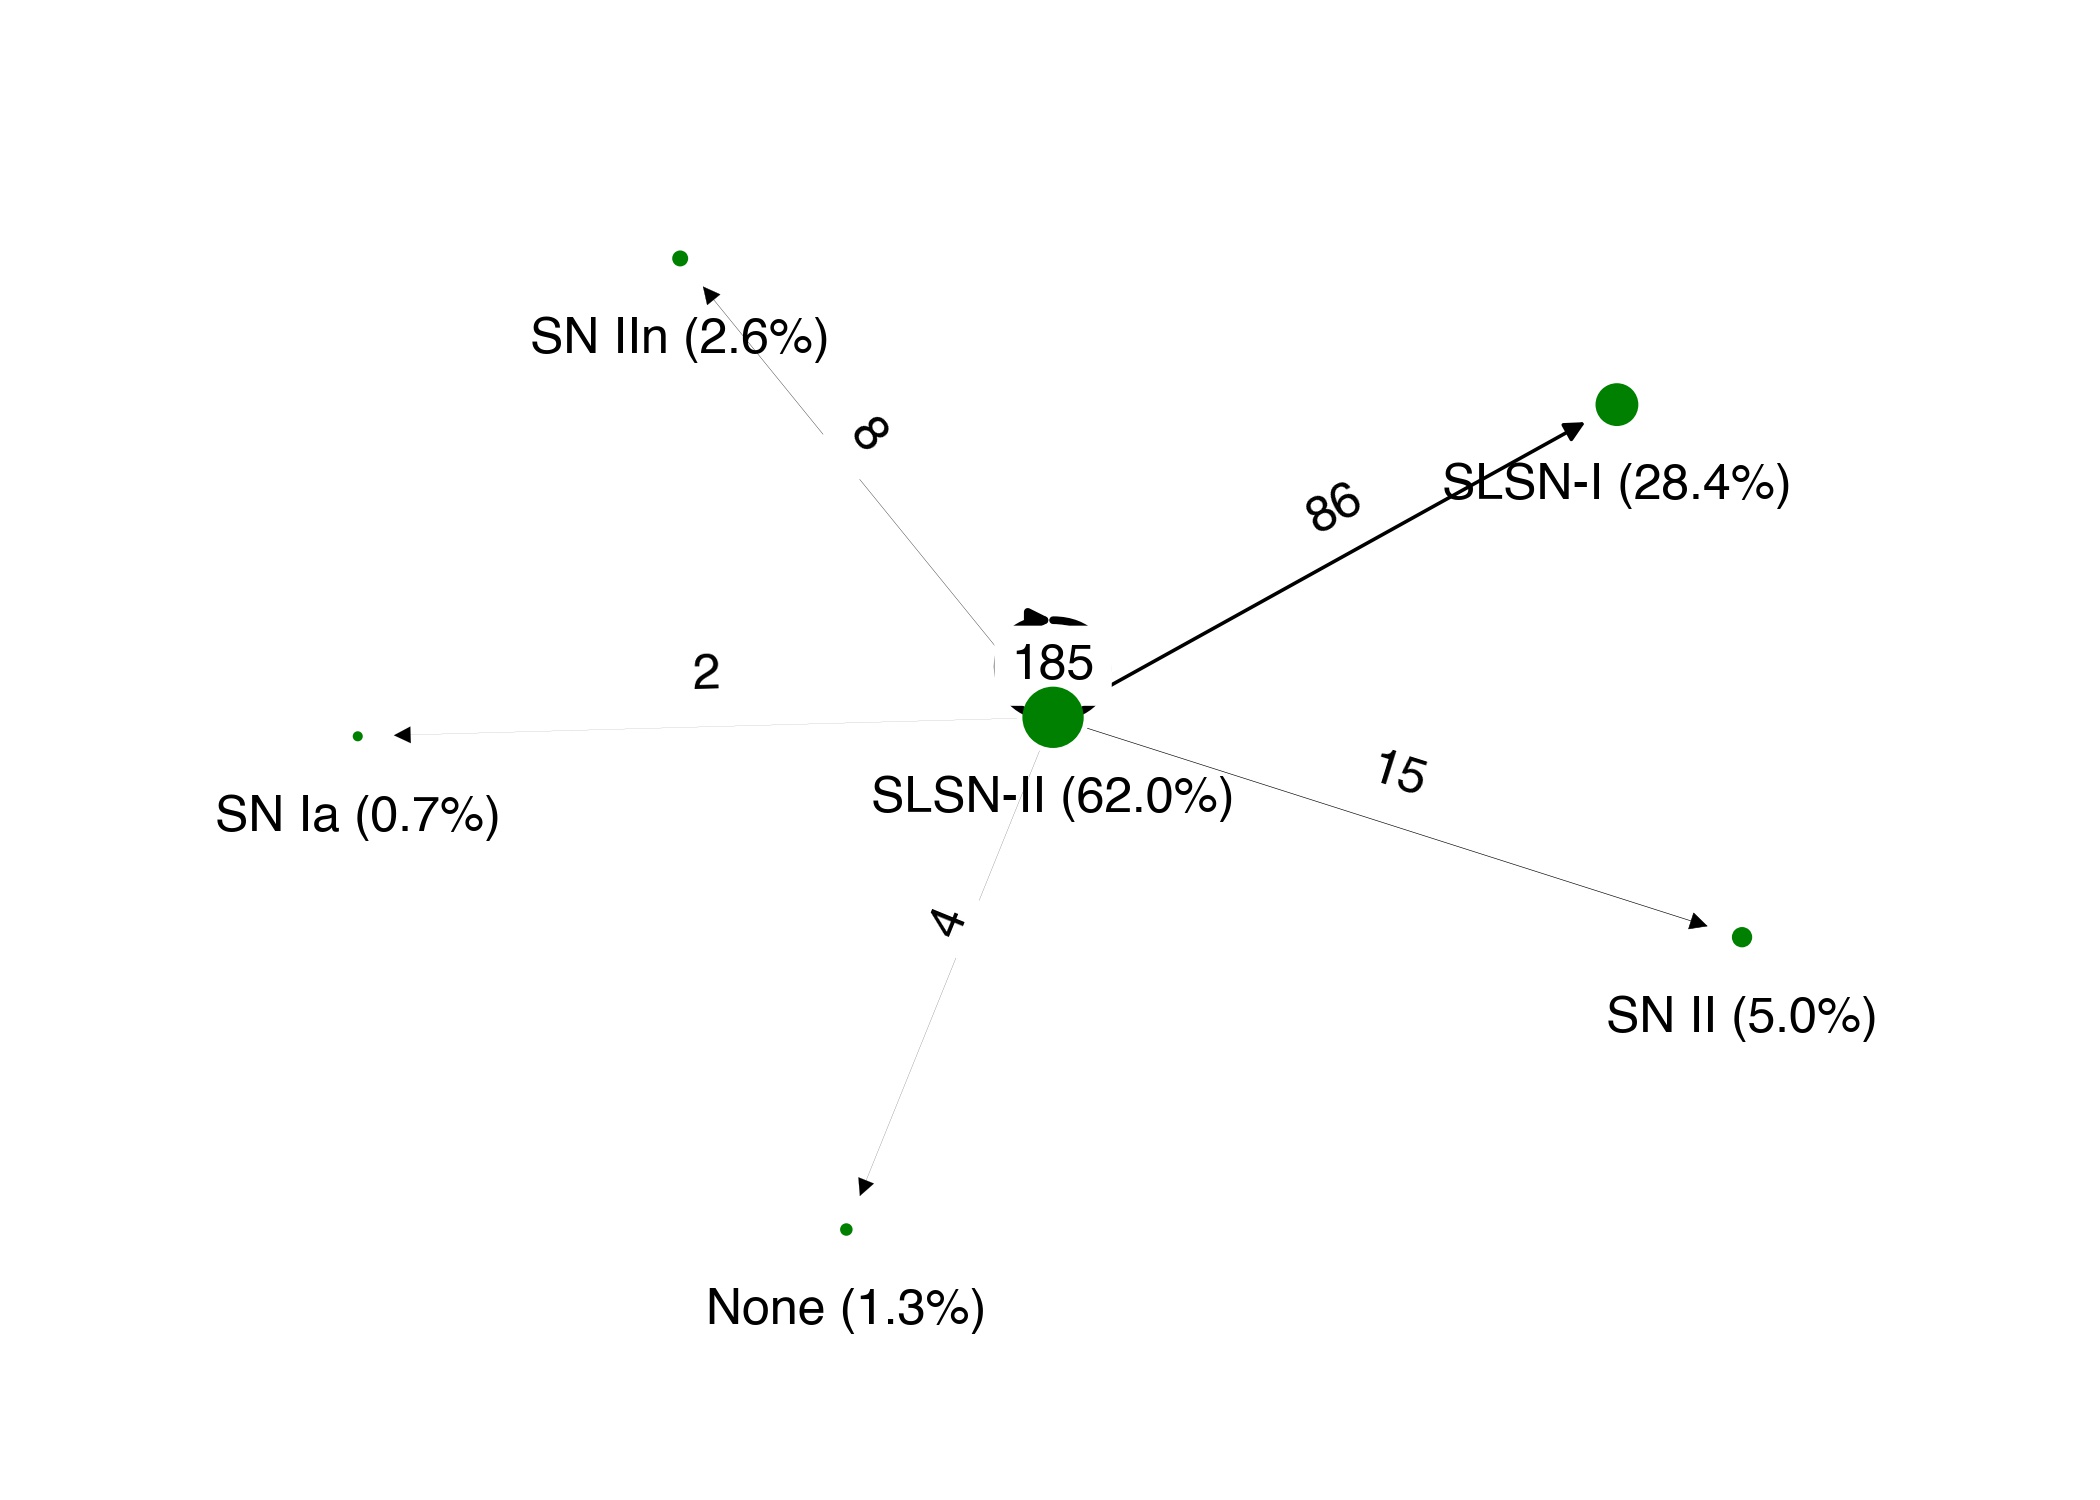 SN IIn (2.6%)
8
86
SLSN-I (28.4%)
185
2
15
SLSN-II (62.0%)
SN Ia (0.7%)
4
SN II (5.0%)
None (1.3%)